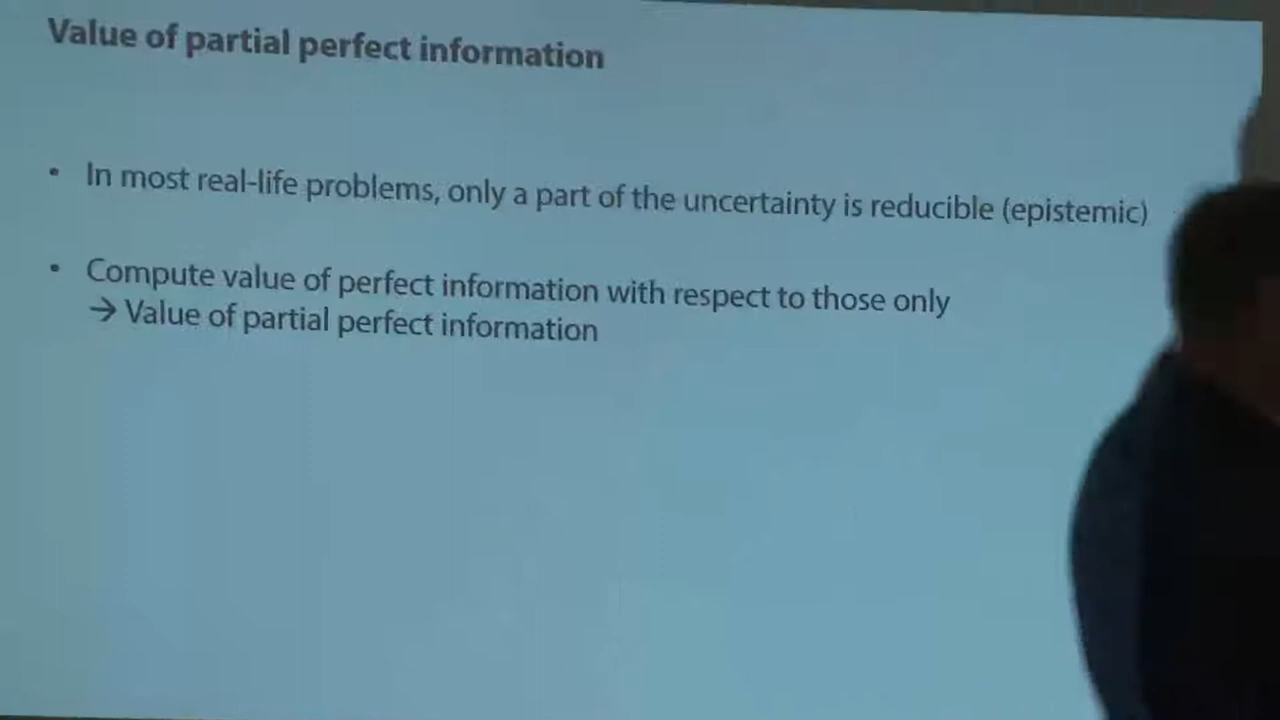 Value of partial perfect information
• In most real-life problems, only a part of the uncertainty is reducible (epistemic)
• Compute value of perfect information with respect to those only
→ Value of partial perfect information